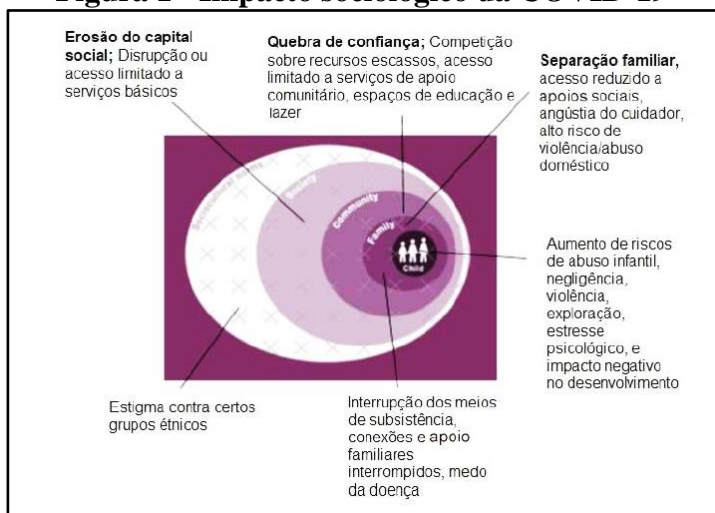 Figura 1 - Impacto sociológico da COVID-19
Erosão do capital
social; Disrupção ou
acesso limitado a
serviços básicos
Quebra de confiança; Competição
sobre recursos escassos, acesso
limitado a serviços de apoio
comunitário, espaços de educação e
lazer
Separação familiar,
acesso reduzido a
apoios sociais,
angústia do cuidador,
alto risco de
violência/abuso
doméstico
Sociocultural norms
Society
Community
Family
Child
Aumento de riscos
de abuso infantil,
negligência,
violência,
exploração,
estresse
psicológico, e
impacto negativo
no desenvolvimento
Estigma contra certos
grupos étnicos
Interrupção dos meios
de subsistência,
conexões e apoio
familiares
interrompidos, medo
da doença